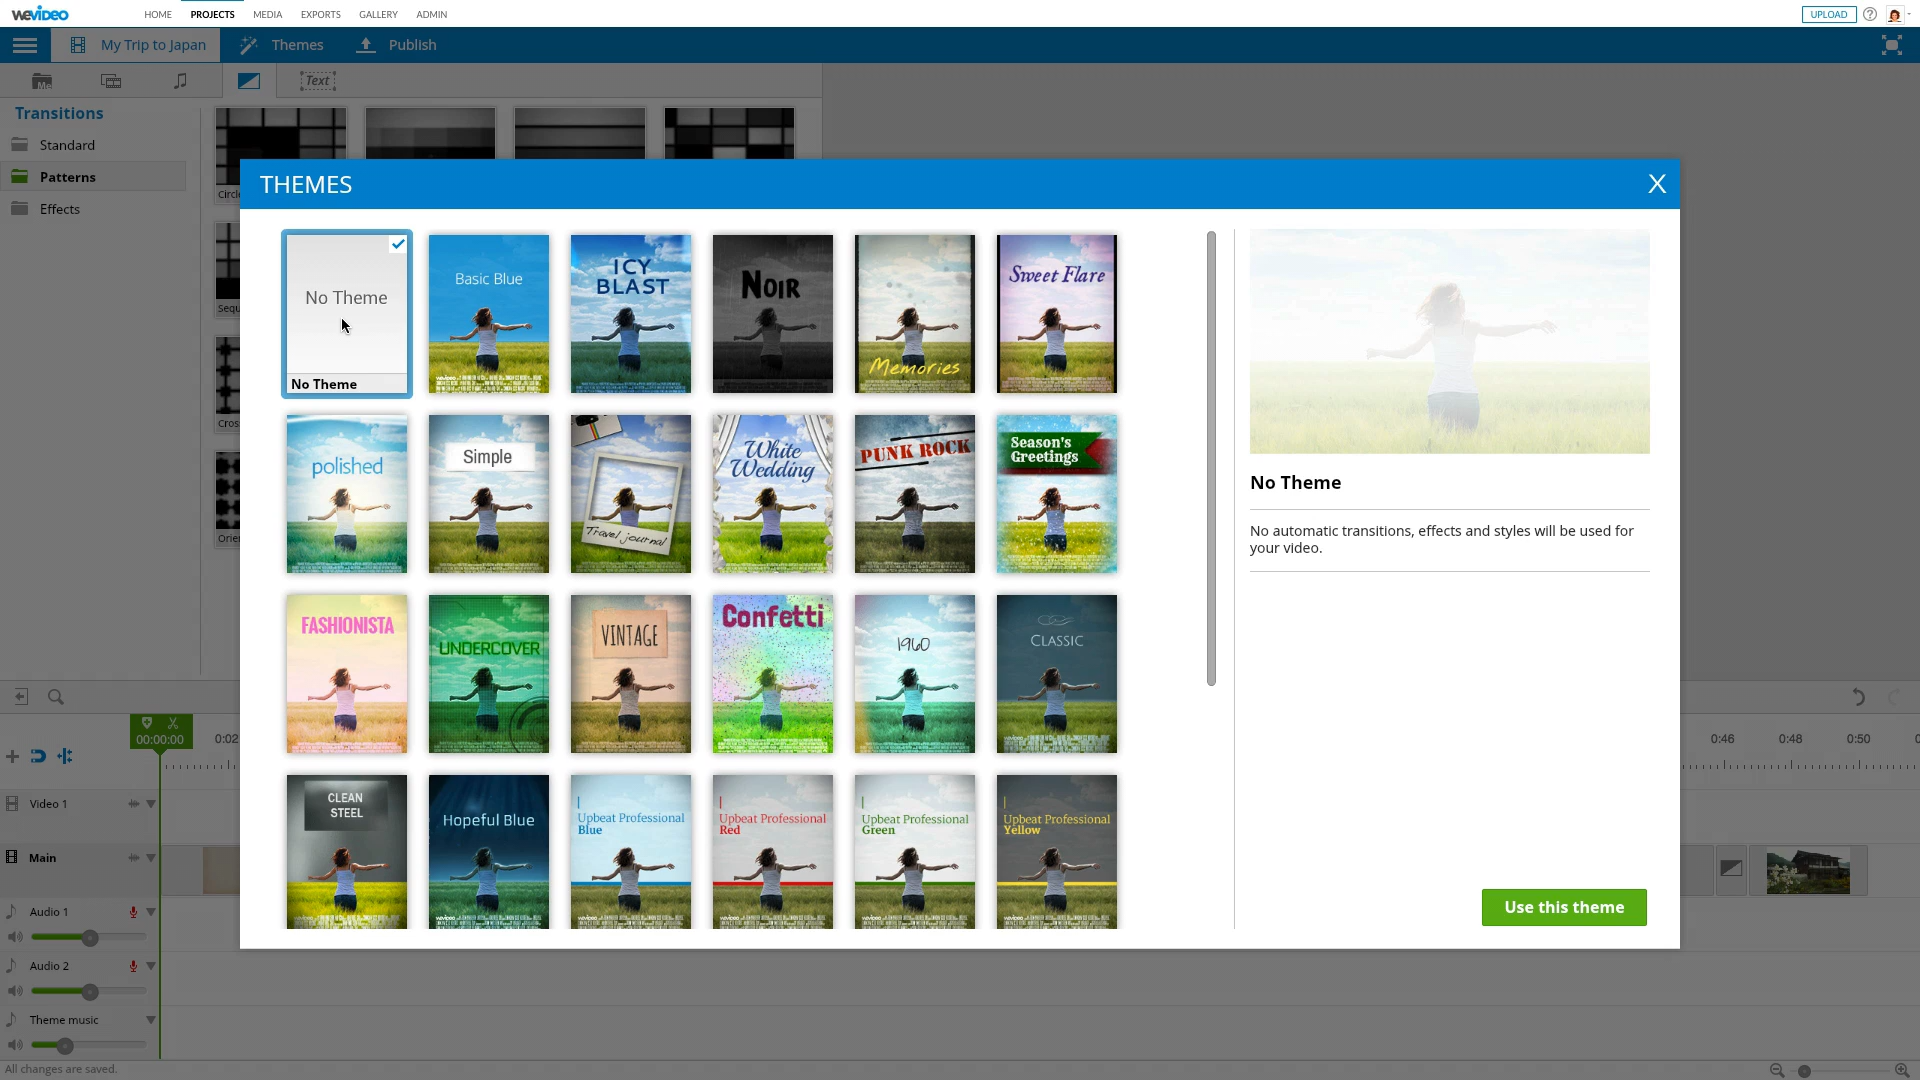 wevideo
HOME PROJECTS MEDIA EXPORTS GALLERY ADMIN
UPLOAD
My Trip to Japan Themes Publish
Me
Text
Transitions
Standard
Patterns
Effects
Circle
Sequ
Cros
Orien
THEMES
X
No Theme
No Theme
Basic Blue
ICY
BLAST
NOIR
Memories
Sweet Flare
polished
Simple
Travel journal
White
Wedding
PUNK ROCK
Season's
Greetings
FASHIONISTA
UNDERCOVER
VINTAGE
Confetti
1960
CLASSIC
CLEAN
STEEL
Hopeful Blue
Upbeat Professional
Blue
Upbeat Professional
Red
Upbeat Professional
Green
Upbeat Professional
Yellow
No Theme
No automatic transitions, effects and styles will be used for
your video.
Use this theme
00:00:00
0:02
0:46 0:48 0:50
Video 1
Main
Audio 1
Audio 2
Theme music
All changes are saved.